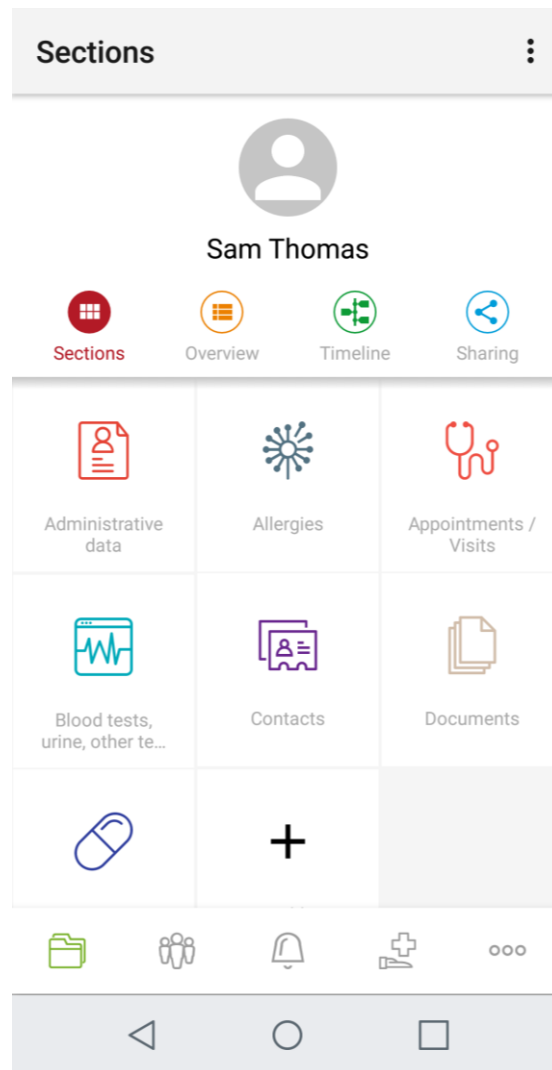 Sections
Sam Thomas
Sections
Overview
Timeline
Sharing
Administrative
data
Allergies
Appointments /
Visits
Blood tests,
urine, other te...
Contacts
Documents